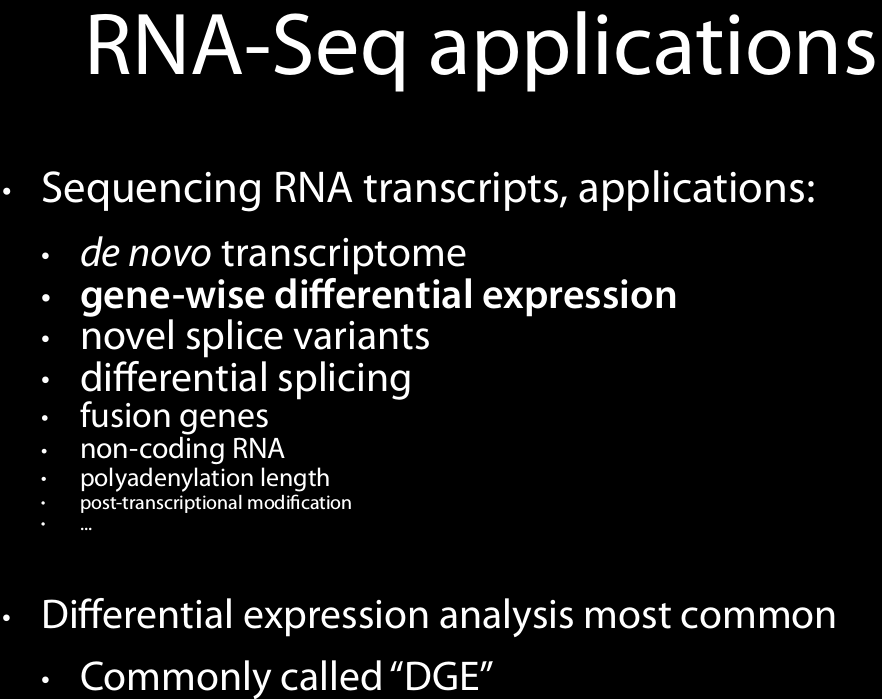 RNA-Seq applications
• Sequencing RNA transcripts, applications:
• de novo transcriptome
• gene-wise differential expression
• novel splice variants
• differential splicing
• fusion genes
• non-coding RNA
• polyadenylation length
• post-transcriptional modification
• ...
• Differential expression analysis most common
• Commonly called “DGE”